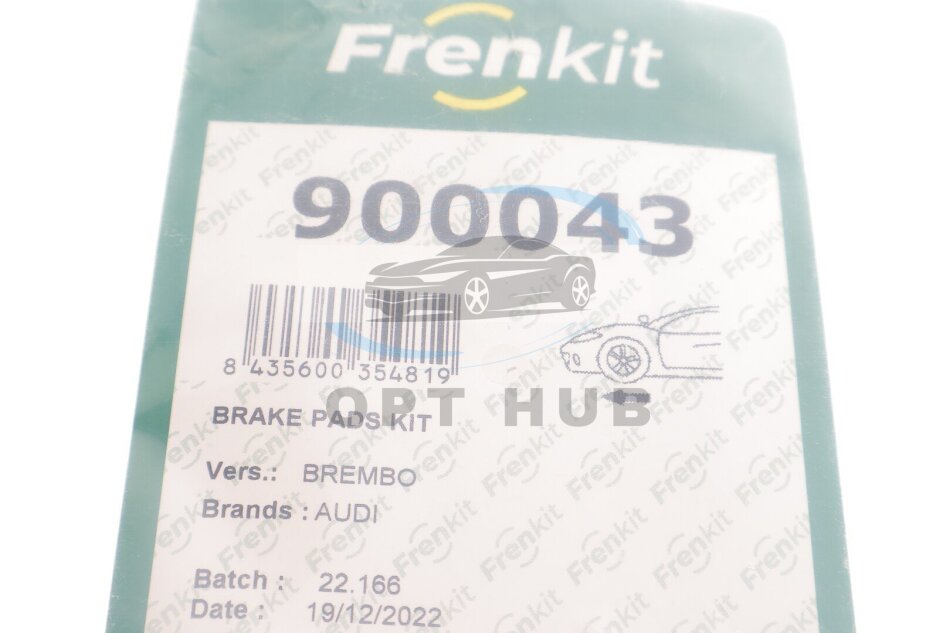 Frenkit
900043
8 435600 354819
OPT HUB
BRAKE PADS KIT
Vers.: BREMBO
Brands : AUDI
Batch : 22.166
Date : 19/12/2022